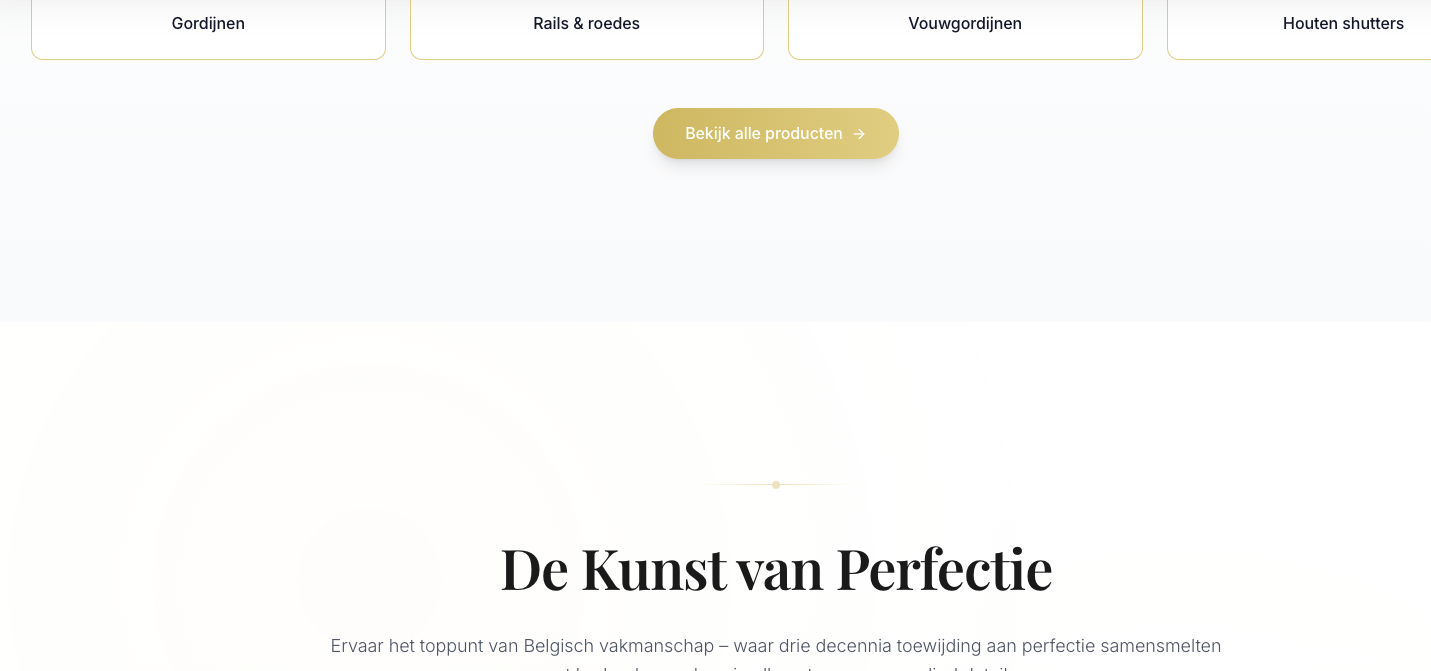 Gordijnen
Rails & roedes
Vouwgordijnen
Houten shutters
Bekijk alle producten →
De Kunst van Perfectie
Ervaar het toppunt van Belgisch vakmanschap – waar drie decennia toewijding aan perfectie samensmelten